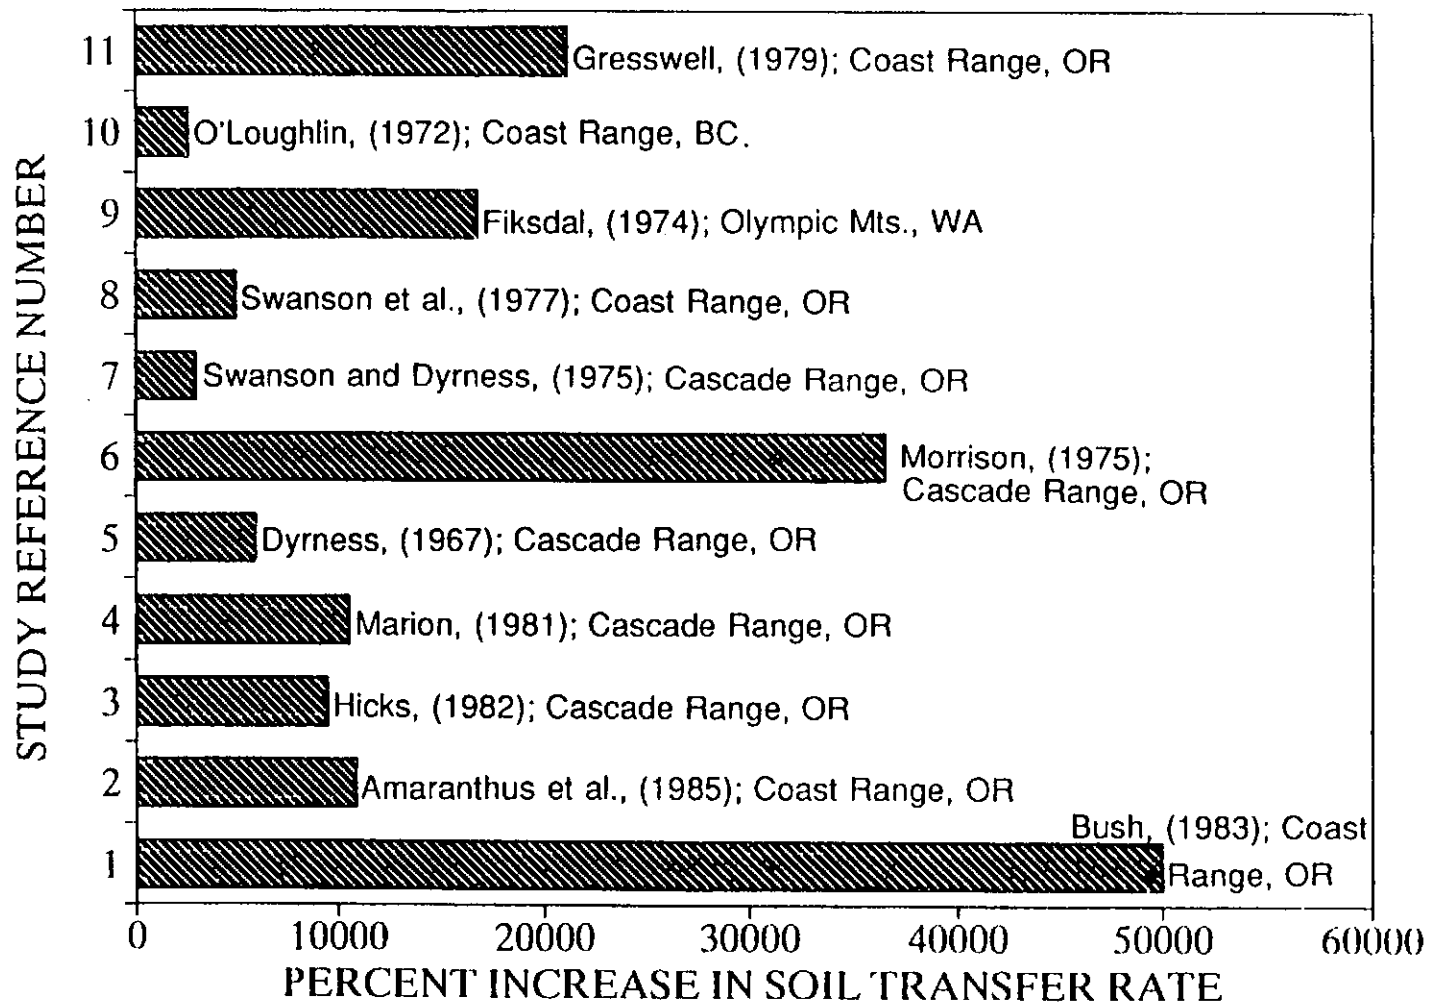 STUDY REFERENCE NUMBER
11
Gresswell, (1979); Coast Range, OR
10
O'Loughlin, (1972); Coast Range, BC.
9
Fiksdal, (1974); Olympic Mts., WA
8
Swanson et al., (1977); Coast Range, OR
7
Swanson and Dyrness, (1975); Cascade Range, OR
6
Morrison, (1975);
Cascade Range, OR
5
Dyrness, (1967); Cascade Range, OR
4
Marion, (1981); Cascade Range, OR
3
Hicks, (1982); Cascade Range, OR
2
Amaranthus et al., (1985); Coast Range, OR
1
Bush, (1983); Coast
Range, OR
0 10000 20000 30000 40000 50000 60000
PERCENT INCREASE IN SOIL TRANSFER RATE